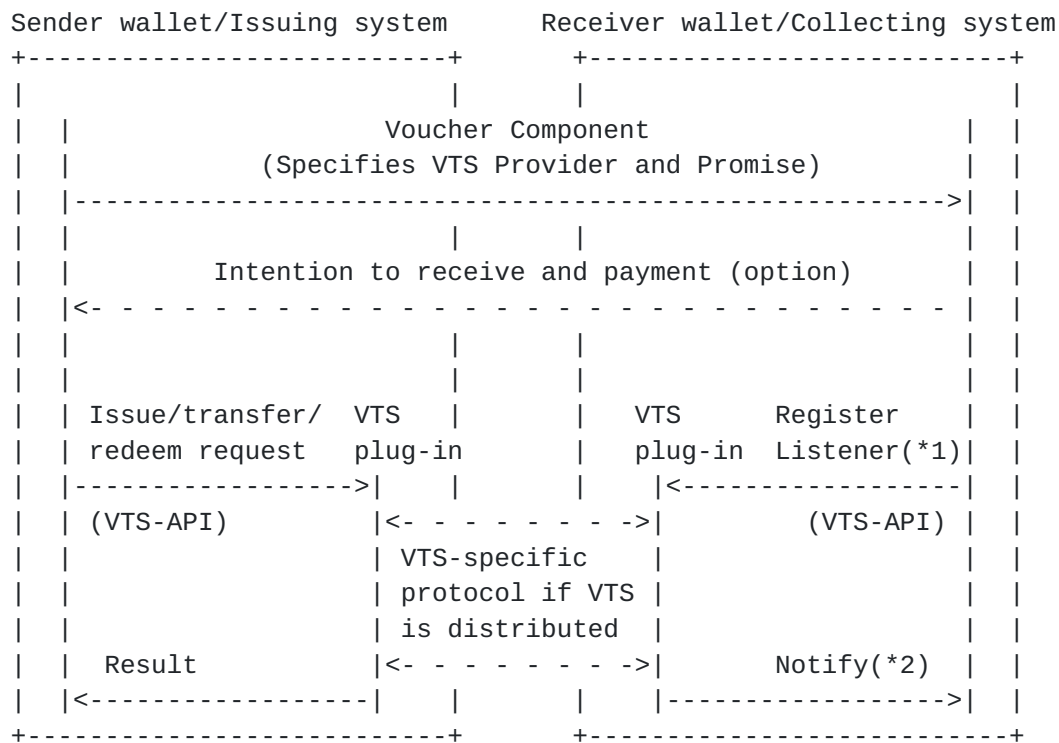 Sender wallet/Issuing system Receiver wallet/Collecting system
Voucher Component
(Specifies VTS Provider and Promise)
Intention to receive and payment (option)
Issue/transfer/ VTS VTS Register
redeem request plug-in plug-in Listener(*1)
(VTS-API) (VTS-API)
VTS-specific
protocol if VTS
is distributed
Result Notify(*2)